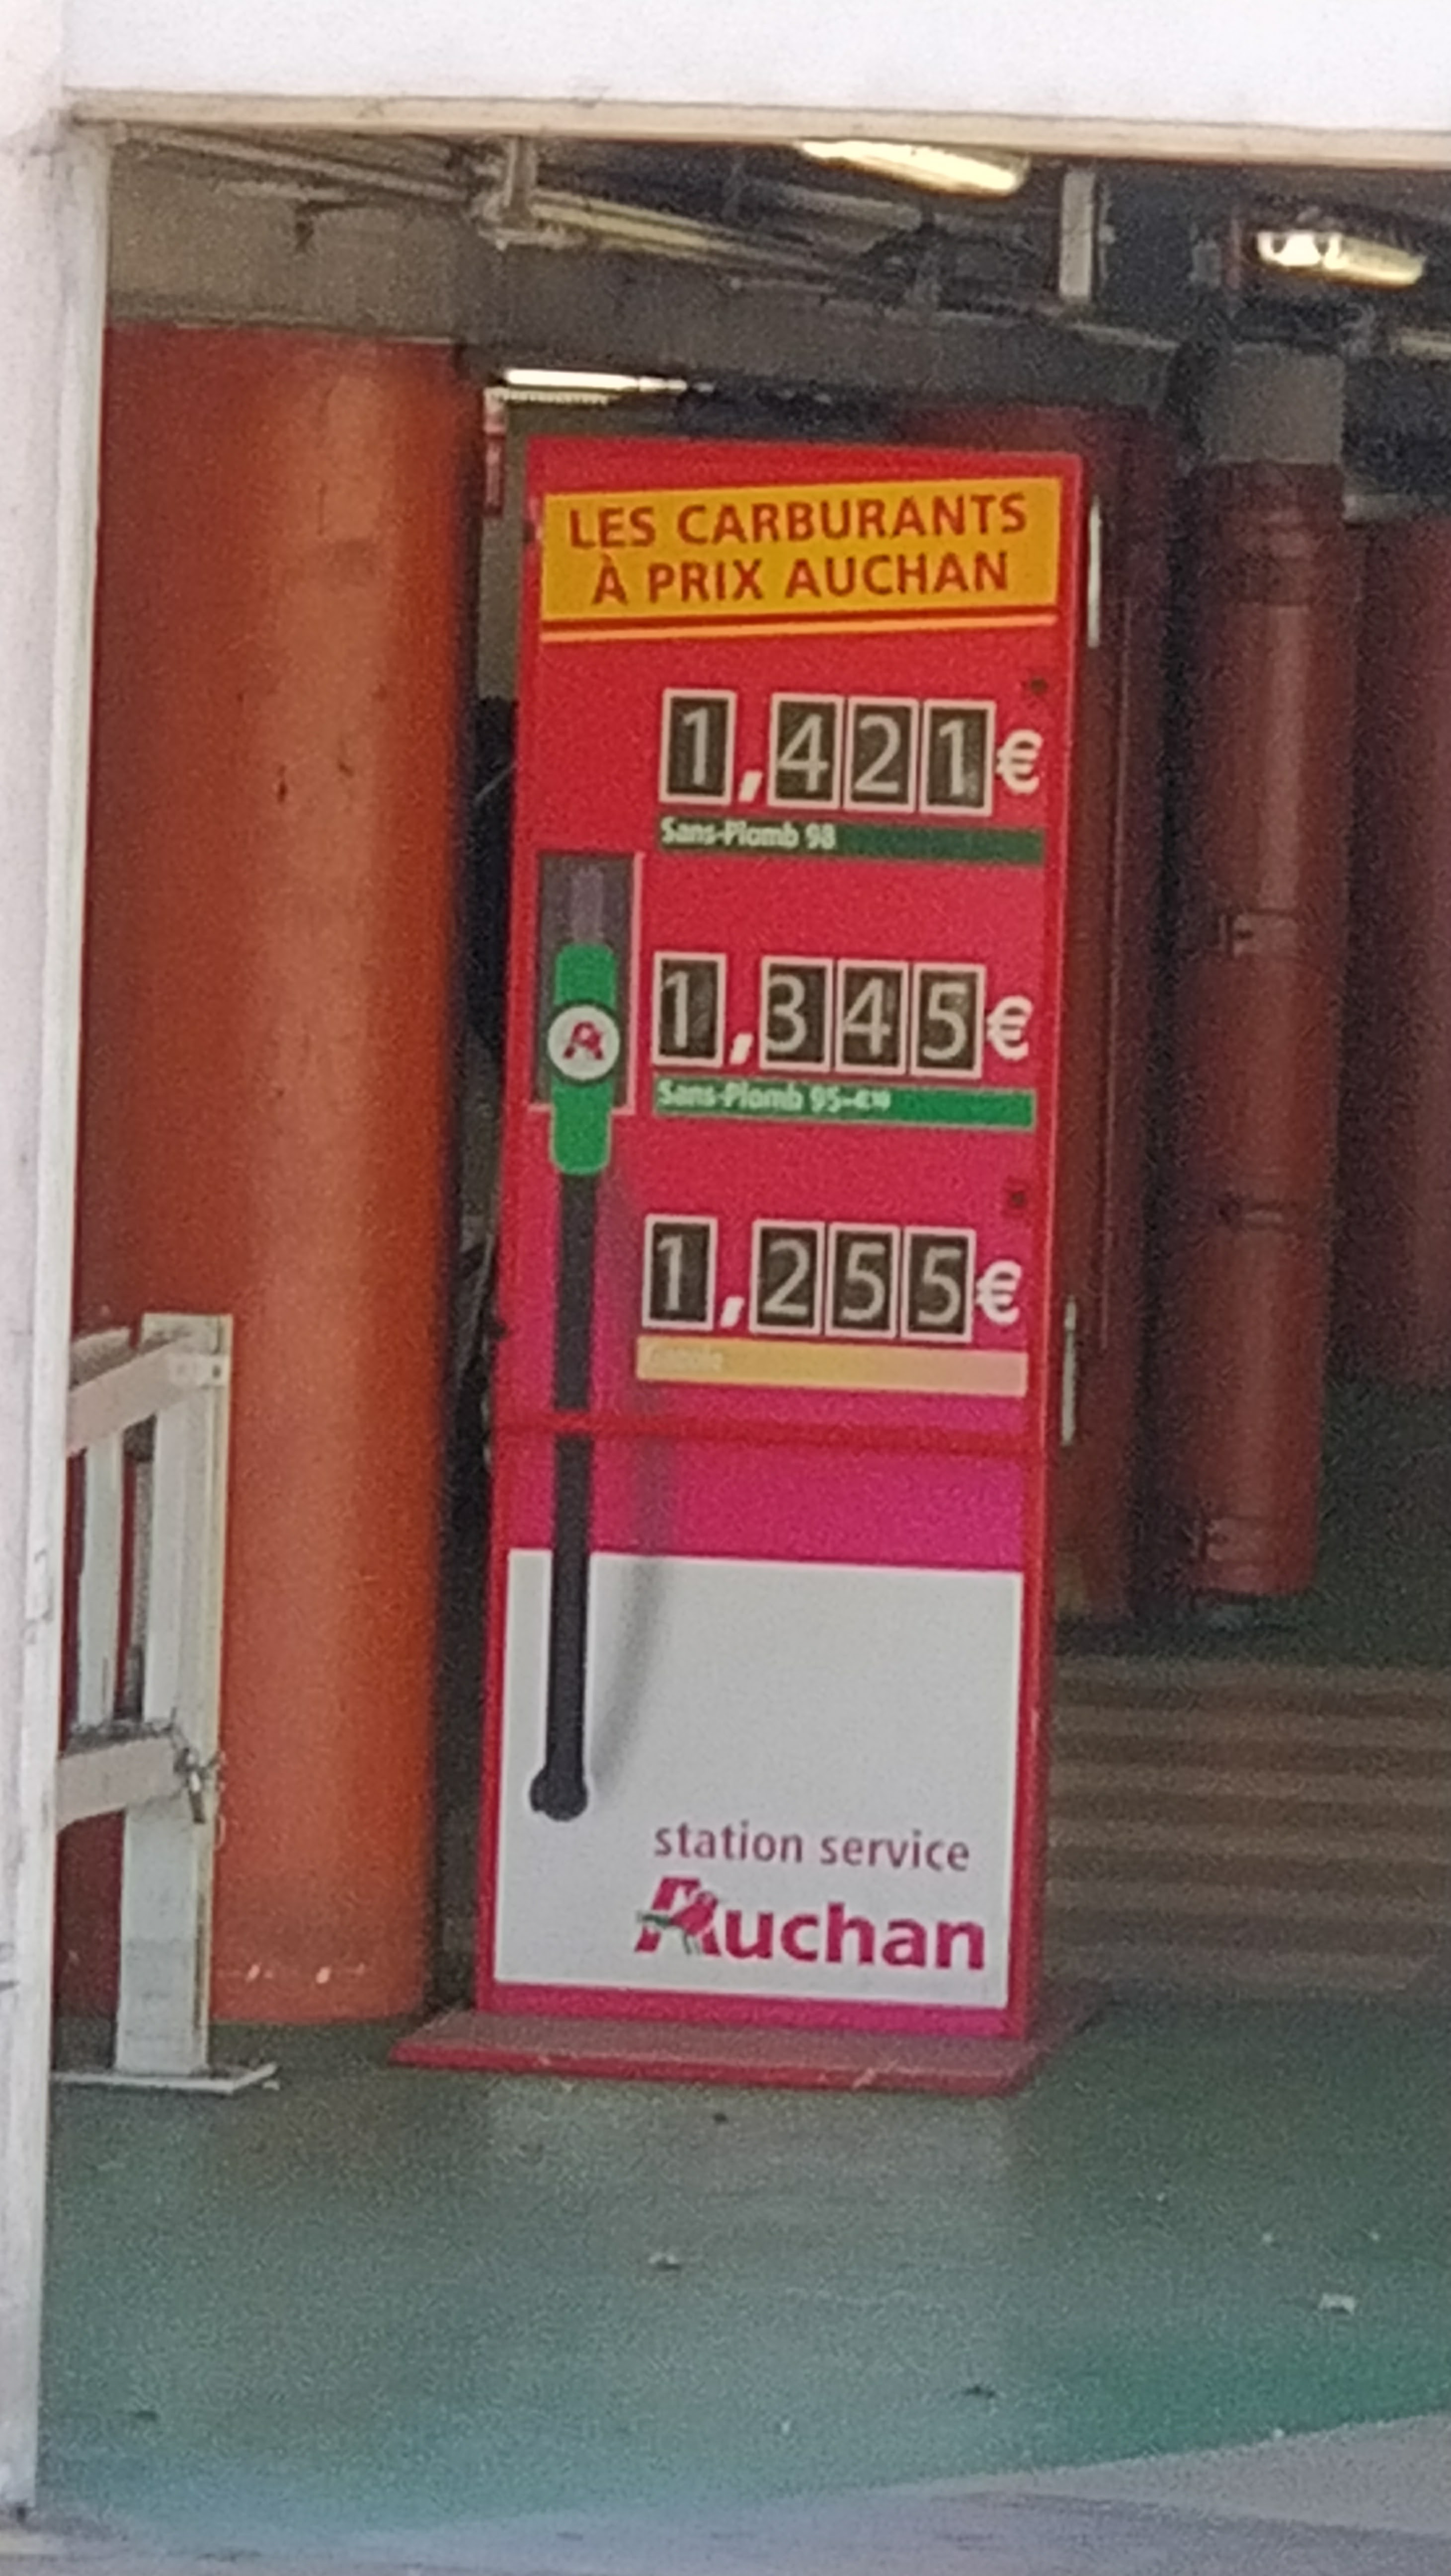 LES CARBURANTS
À PRIX AUCHAN
1,421€
Sans-Plomb 98
1,345€
Sans-Plomb 95-E10
1,255€
Gazole
station service
Auchan